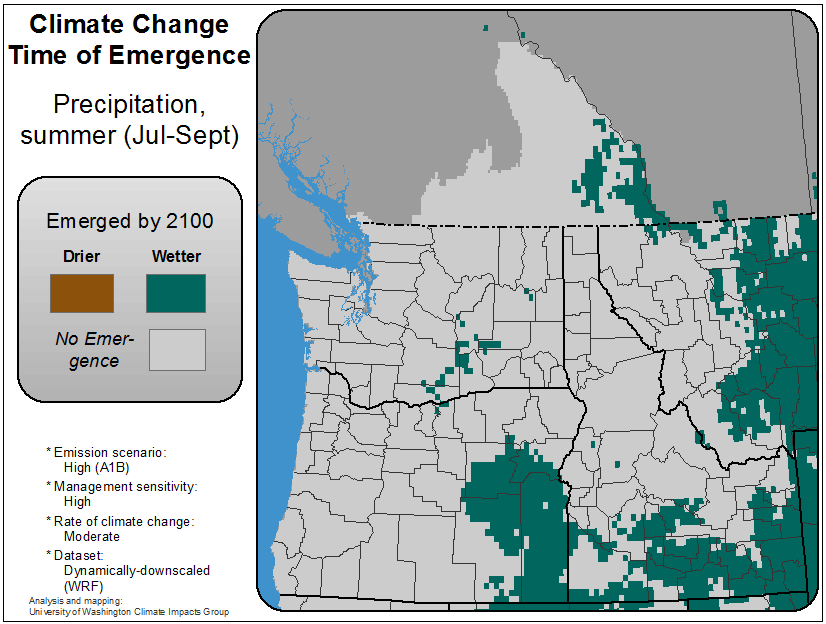 Climate Change
Time of Emergence
Precipitation,
summer (Jul-Sept)
Emerged by 2100
Drier Wetter
No Emer-
gence
* Emission scenario:
High (A1B)
* Management sensitivity:
High
* Rate of climate change:
Moderate
* Dataset:
Dynamically-downscaled
(WRF)
Analysis and mapping:
University of Washington Climate Impacts Group